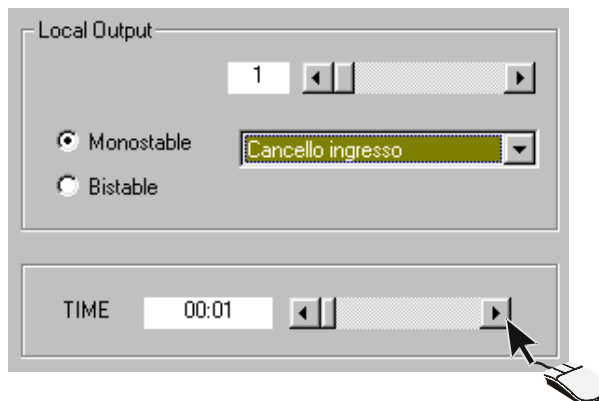 Local Output
1
Monostable
Cancello ingresso
Bistable
TIME 00:01